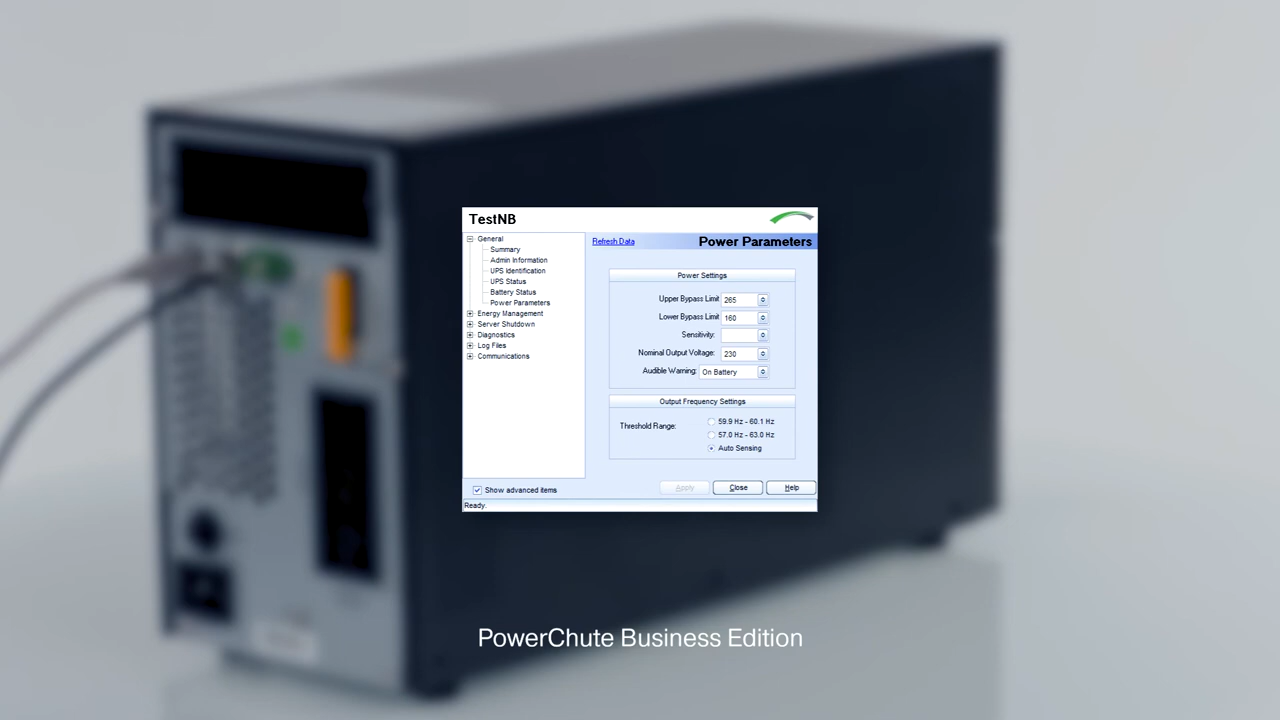 TestNB
General
Summary
Admin Information
UPS Identification
UPS Status
Battery Status
Power Parameters
Energy Management
Server Shutdown
Diagnostics
Log Files
Communications
Show advanced items
Refresh Data
Power Parameters
Power Settings
Upper Bypass Limit 265
Lower Bypass Limit 160
Sensitivity:
Nominal Output Voltage: 230
Audible Warning: On Battery
Output Frequency Settings
Threshold Range:
59.9 Hz - 60.1 Hz
57.0 Hz - 63.0 Hz
Auto Sensing
Apply Close Help
Ready.
PowerChute Business Edition